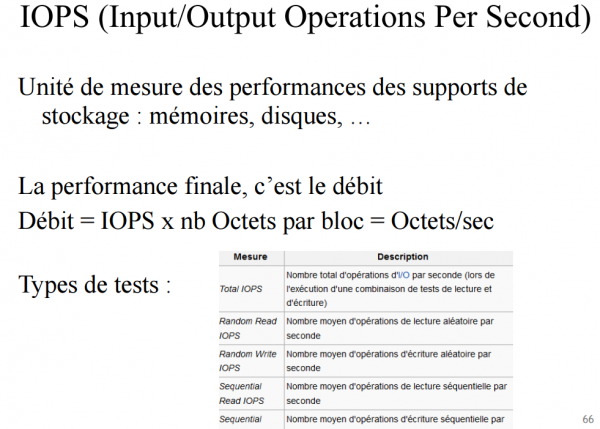 IOPS (Input/Output Operations Per Second)
Unité de mesure des performances des supports de
stockage : mémoires, disques, …
La performance finale, c’est le débit
Débit = IOPS x nb Octets par bloc = Octets/sec
Types de tests :
Mesure Description
Total IOPS Nombre total d'opérations d'I/O par seconde (lors de
l'exécution d'une combinaison de tests de lecture et
d'écriture)
Random Read Nombre moyen d'opérations de lecture aléatoire par
IOPS seconde
Random Write Nombre moyen d'opérations d'écriture aléatoire par
IOPS seconde
Sequential Nombre moyen d'opérations de lecture séquentielle par
Read IOPS seconde
Sequential Nombre moyen d'opérations d'écriture séquentielle par
66